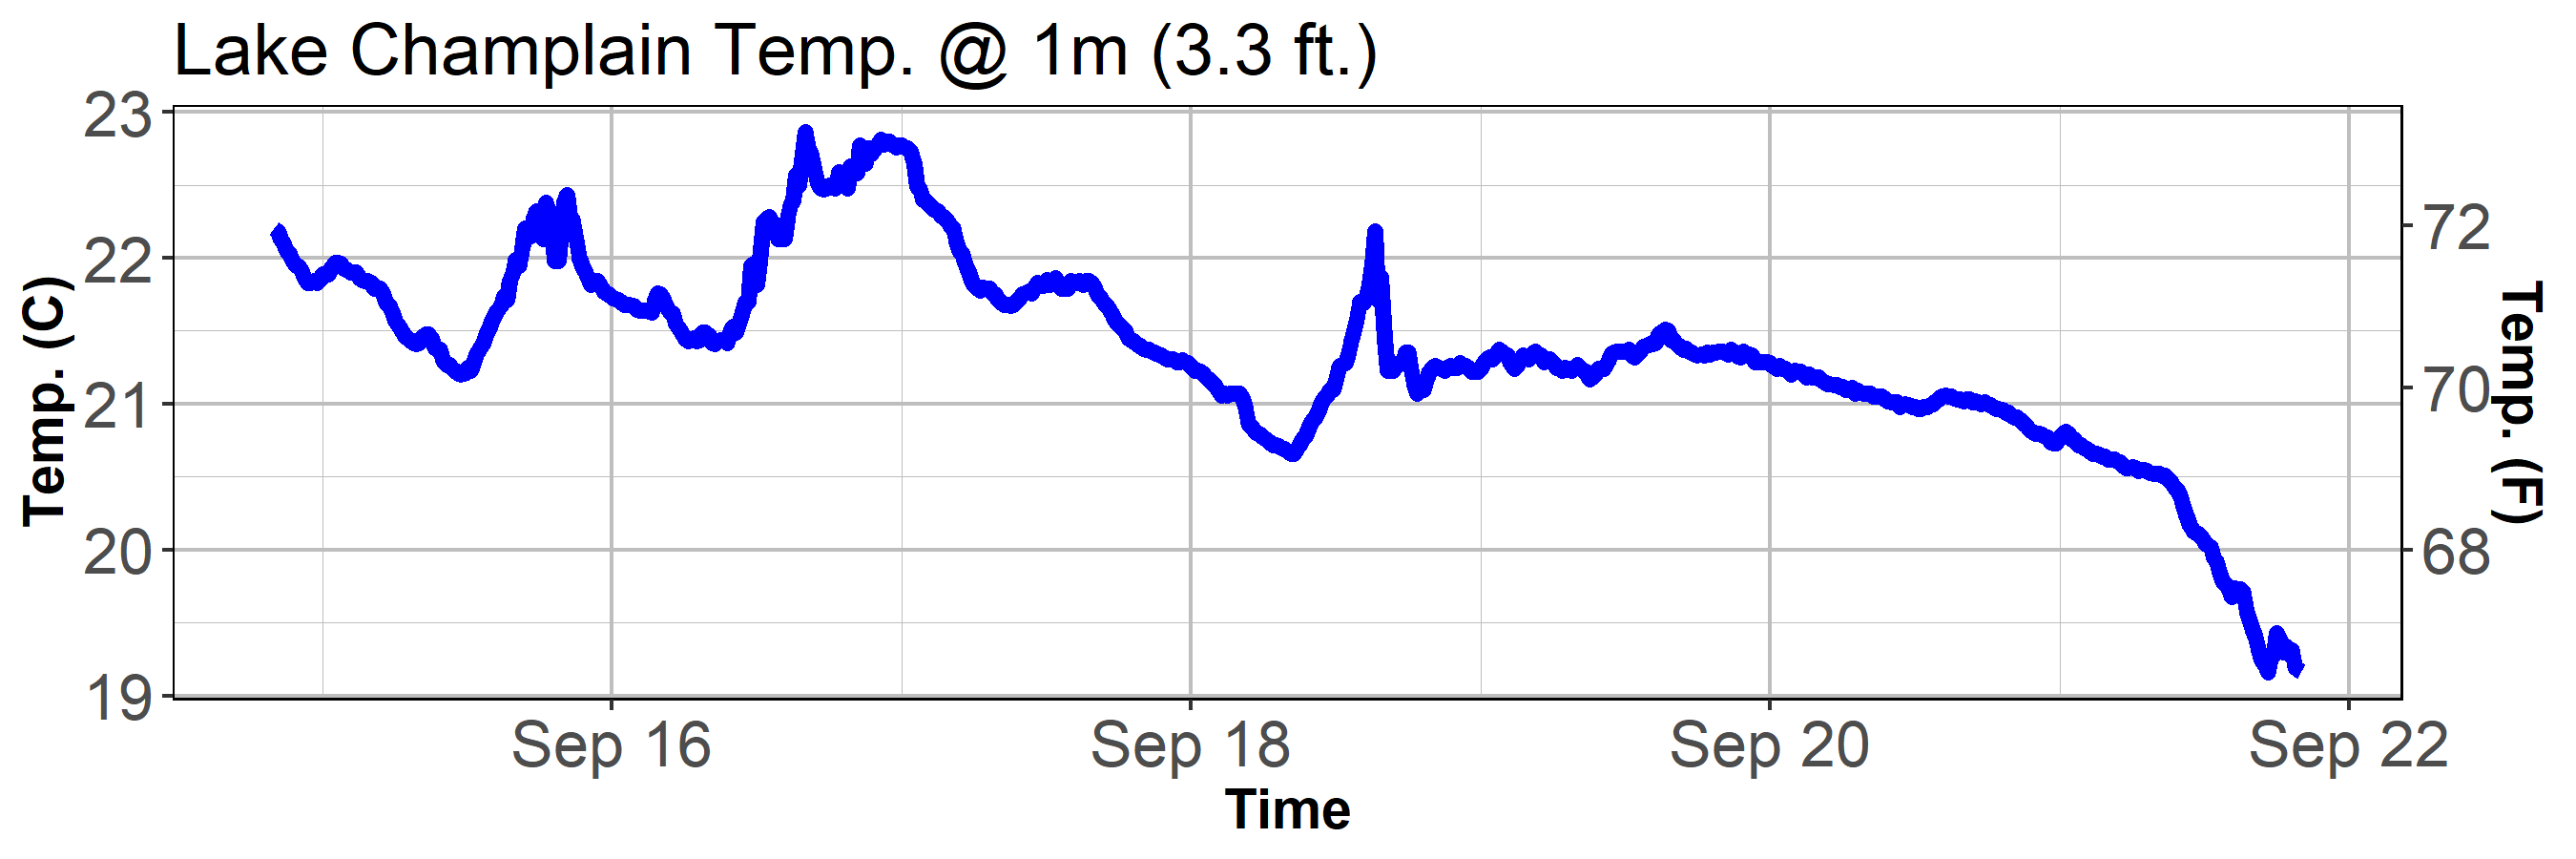 Lake Champlain Temp. @ 1m (3.3 ft.)
Temp. (C)
23
22
21
20
19
72
70
68
Temp. (F)
Sep 16
Sep 18
Sep 20
Sep 22
Time